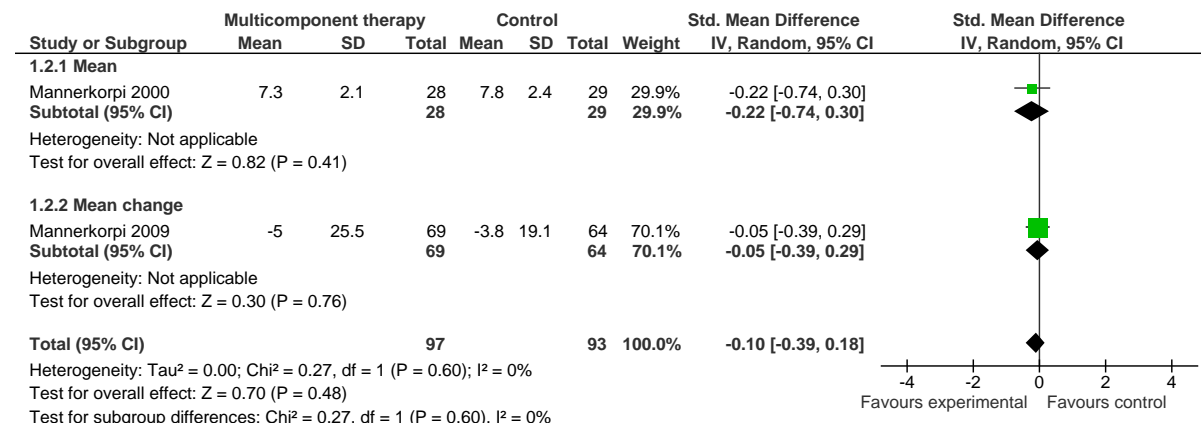 Multicomponent therapy Control Std. Mean Difference Std. Mean Difference
Study or Subgroup Mean SD Total Mean SD Total Weight IV, Random, 95% CI IV, Random, 95% CI
1.2.1 Mean
Mannerkorpi 2000 7.3 2.1 28 7.8 2.4 29 29.9% -0.22 [-0.74, 0.30]
Subtotal (95% CI) 28 29 29.9% -0.22 [-0.74, 0.30]
Heterogeneity: Not applicable
Test for overall effect: Z = 0.82 (P = 0.41)
1.2.2 Mean change
Mannerkorpi 2009 -5 25.5 69 -3.8 19.1 64 70.1% -0.05 [-0.39, 0.29]
Subtotal (95% CI) 69 64 70.1% -0.05 [-0.39, 0.29]
Heterogeneity: Not applicable
Test for overall effect: Z = 0.30 (P = 0.76)
Total (95% CI) 97 93 100.0% -0.10 [-0.39, 0.18]
Heterogeneity: Tau² = 0.00; Chi² = 0.27, df = 1 (P = 0.60); I² = 0%
Test for overall effect: Z = 0.70 (P = 0.48)
Test for subgroup differences: Chi² = 0.27, df = 1 (P = 0.60), I² = 0%
-4 -2 0 2 4
Favours experimental Favours control